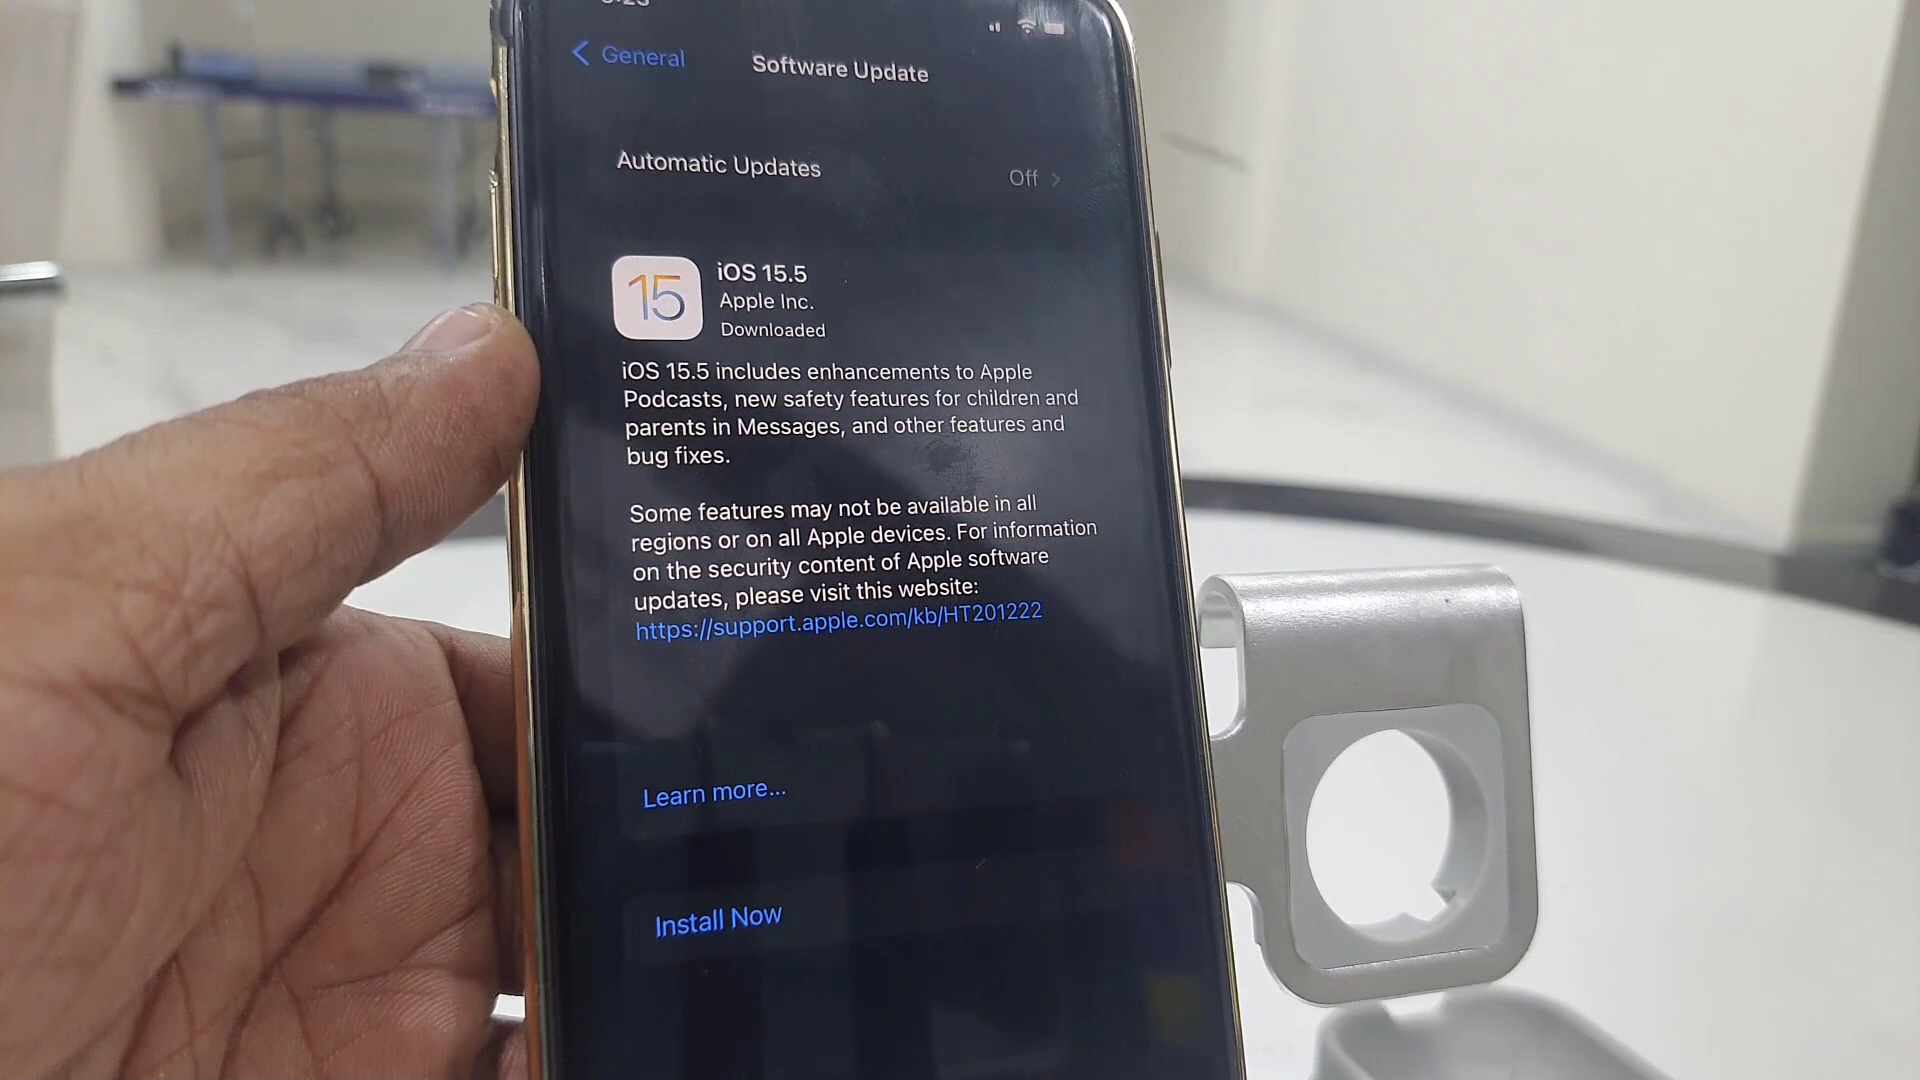 General
Software Update
Automatic Updates
Off
15
iOS 15.5
Apple Inc.
Downloaded
iOS 15.5 includes enhancements to Apple
Podcasts, new safety features for children and
parents in Messages, and other features and
bug fixes.
Some features may not be available in all
regions or on all Apple devices. For information
on the security content of Apple software
updates, please visit this website:
https://support.apple.com/kb/HT201222
Learn more...
Install Now